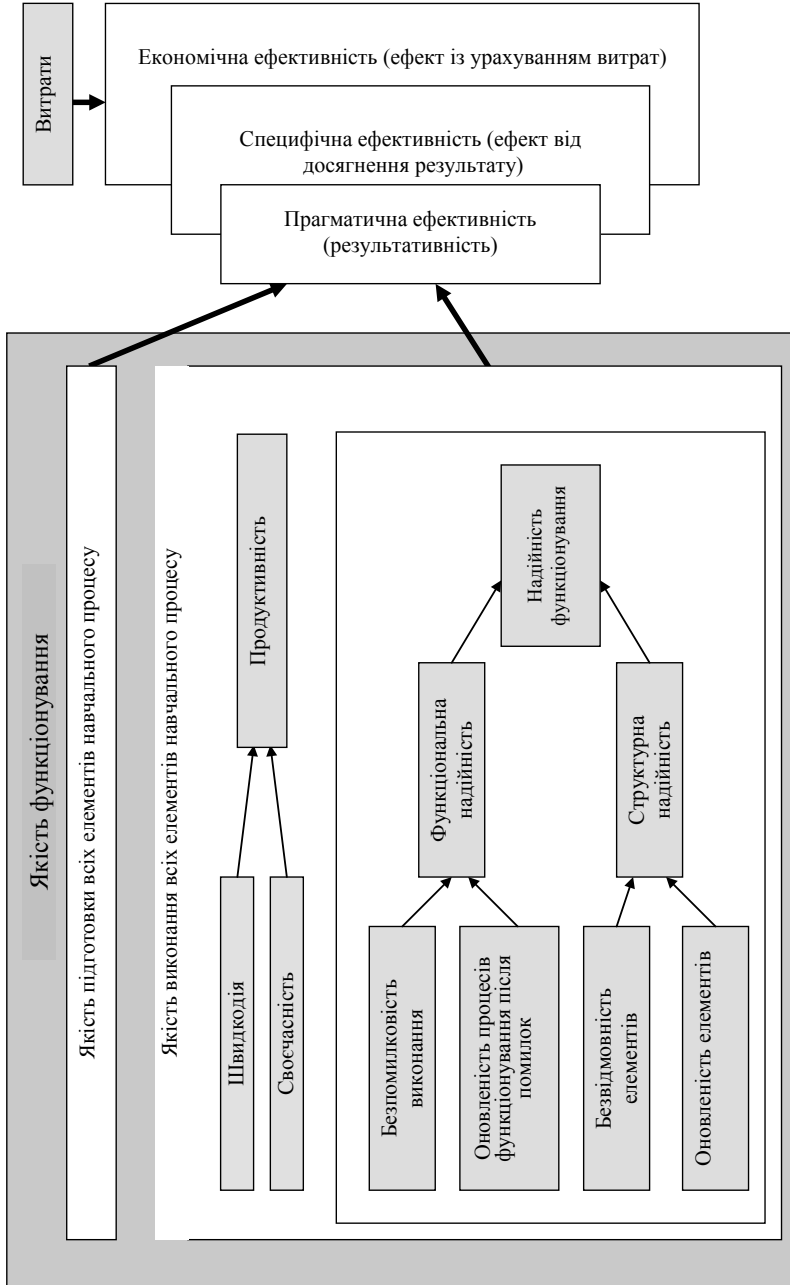 Витрати
Економічна ефективність (ефект із урахуванням витрат)
Специфічна ефективність (ефект від
досягнення результату)
Прагматична ефективність
(результативність)
Якість функціонування
Якість підготовки всіх елементів навчального процесу
Якість виконання всіх елементів навчального процесу
Швидкодія
Своєчасність
Продуктивність
Безпомилковість
виконання
Оновленість процесів
функціонування після
помилок
Функціональна
надійність
Безвідмовність
елементів
Оновленість елементів
Структурна
надійність
Надійність
функціонування